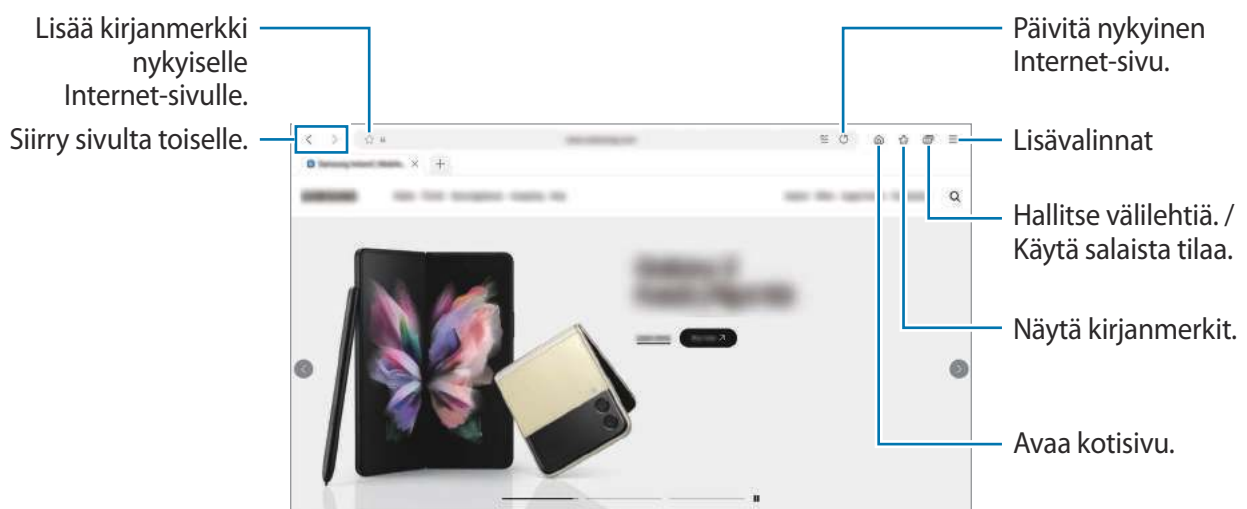 Lisää kirjanmerkki
nykyiselle
Internet-sivulle.
Siirry sivulta toiselle.
Päivitä nykyinen
Internet-sivu.
Lisävalinnat
Hallitse välilehtiä. /
Käytä salaista tilaa.
Näytä kirjanmerkit.
Avaa kotisivu.